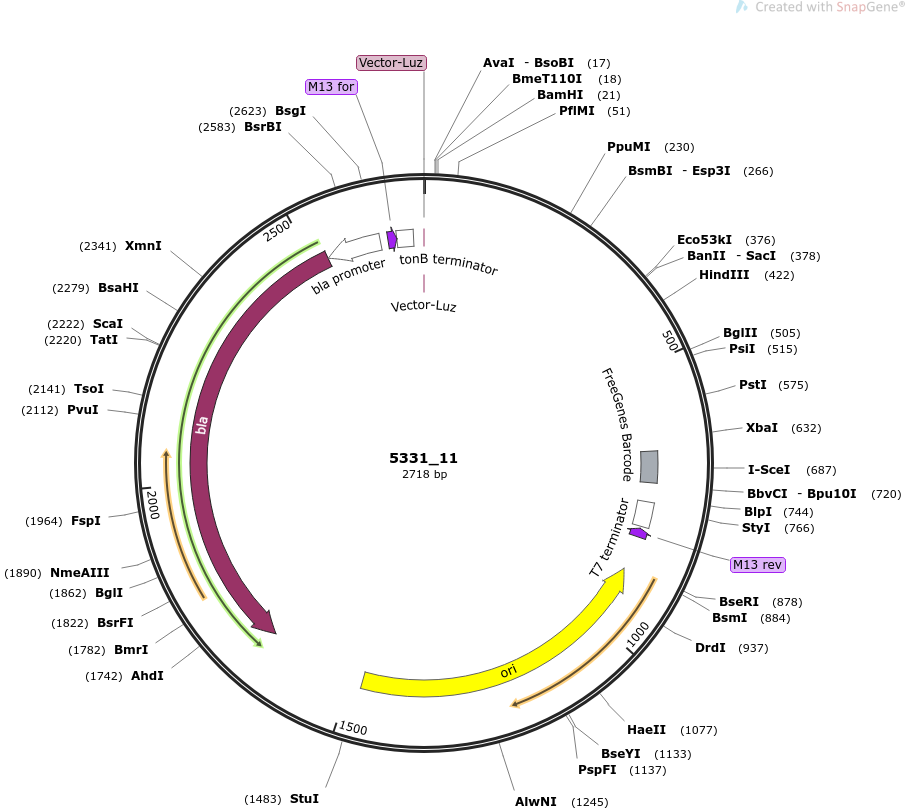 Created with SnapGene®
Vector-Luz
M13 for
AvaI - BsoBI (17)
BmeT110I (18)
BamHI (21)
PflMI (51)
PpuMI (230)
BsmBI - Esp3I (266)
Eco53kI (376)
BanII - SacI (378)
HindIII (422)
BglII (505)
PsiI (515)
PstI (575)
XbaI (632)
I-SceI (687)
BbvCI - Bpu10I (720)
BlpI (744)
StyI (766)
M13 rev
BseRI (878)
BsmI (884)
DrdI (937)
HaeII (1077)
BseYI (1133)
PspFI (1137)
AlwNI (1245)
(1483) StuI
(1742) AhdI
(1782) BmrI
(1822) BsrFI
(1862) BglI
(1890) NmeAIII
(1964) FspI
(2112) PvuI
(2141) TsoI
(2220) TatI
(2222) ScaI
(2279) BsaHI
(2341) XmnI
(2583) BsrBI
(2623) BsgI
500
1000
1500
2000
2500
bla promoter
tonB terminator
Vector-Luz
FreeGenes Barcode
T7 terminator
ori
bla
5331_11
2718 bp